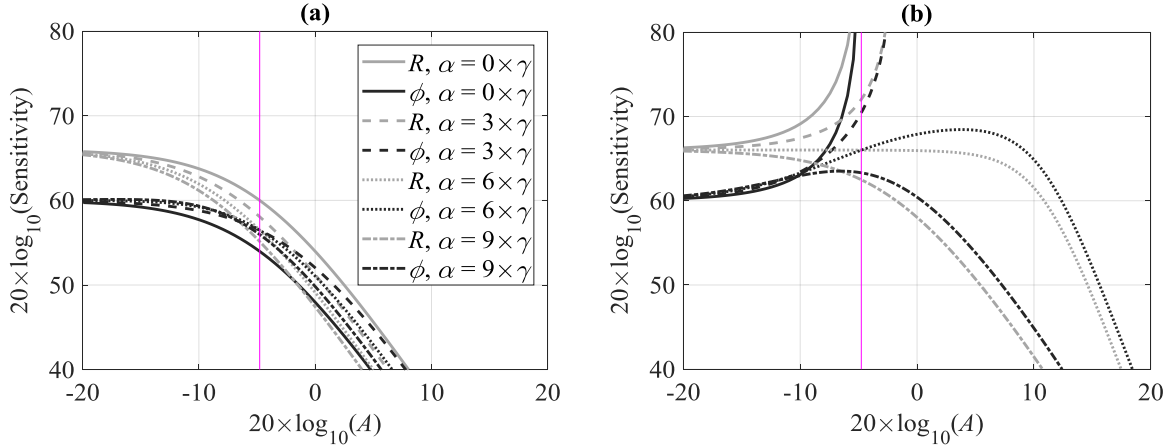 (a)
80
70
60
50
40
20×log10(Sensitivity)
-20 -10 0 10 20
20×log10(A)
R, α = 0×γ
ϕ, α = 0×γ
R, α = 3×γ
ϕ, α = 3×γ
R, α = 6×γ
ϕ, α = 6×γ
R, α = 9×γ
ϕ, α = 9×γ
(b)
80
70
60
50
40
20×log10(Sensitivity)
-20 -10 0 10 20
20×log10(A)